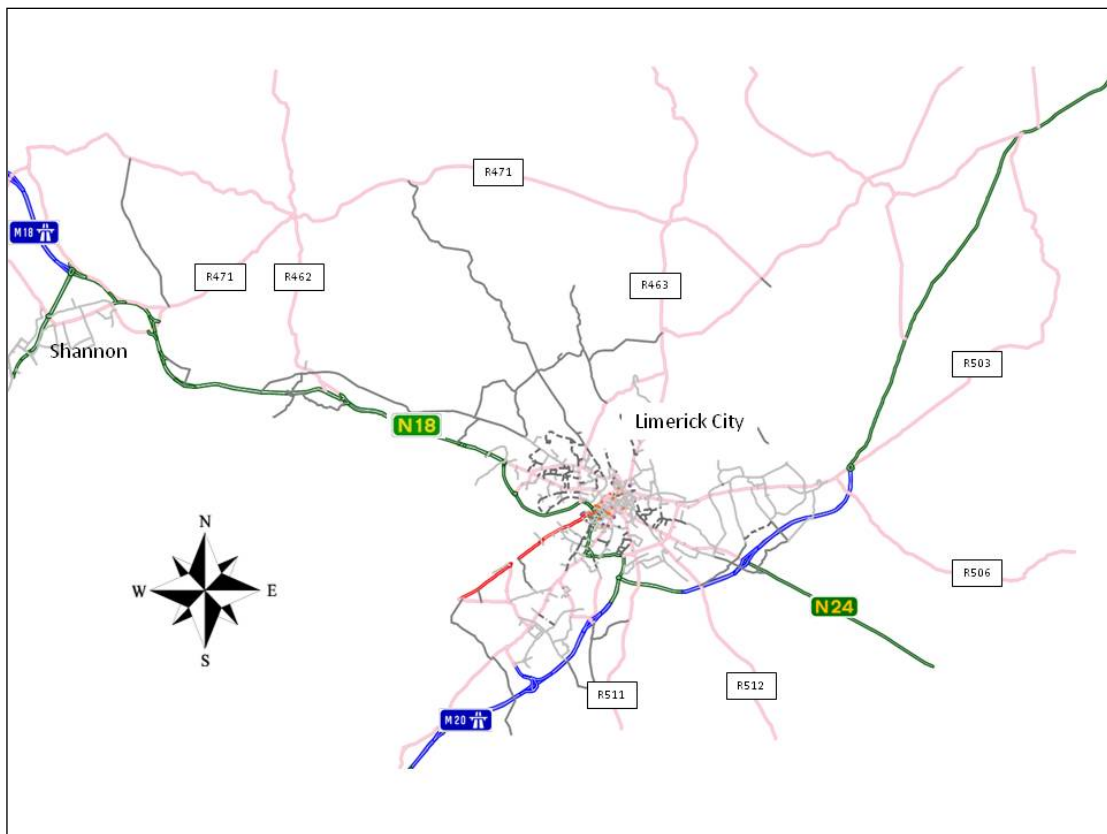 R471
M18
R471
R462
R463
Shannon
R503
N18
Limerick City
N
W
E
S
R506
N24
R511
R512
M20